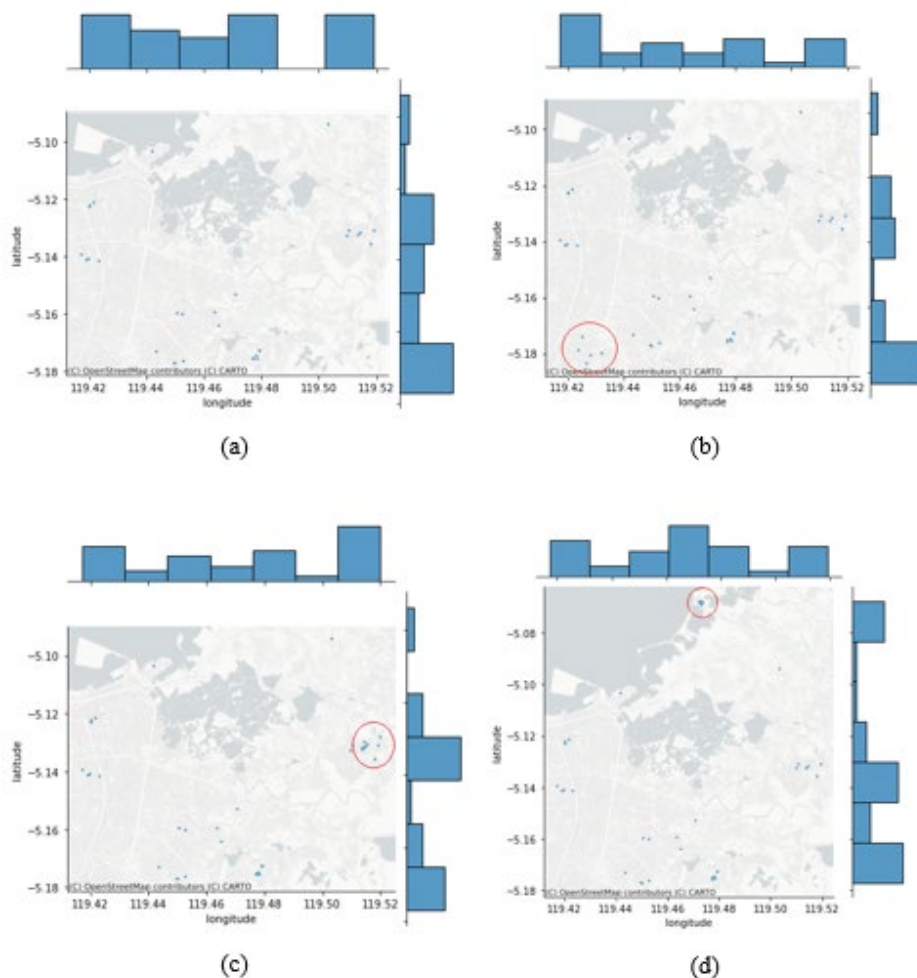 −5.10
−5.12
−5.14
−5.16
−5.18
latitude
(C) OpenStreetMap contributors (C) CARTO
119.42 119.44 119.46 119.48 119.50 119.52
longitude
(a)
−5.10
−5.12
−5.14
−5.16
−5.18
latitude
(C) OpenStreetMap contributors (C) CARTO
119.42 119.44 119.46 119.48 119.50 119.52
longitude
(b)
−5.10
−5.12
−5.14
−5.16
−5.18
latitude
(C) OpenStreetMap contributors (C) CARTO
119.42 119.44 119.46 119.48 119.50 119.52
longitude
(c)
−5.08
−5.10
−5.12
−5.14
−5.16
−5.18
latitude
(C) OpenStreetMap contributors (C) CARTO
119.42 119.44 119.46 119.48 119.50 119.52
longitude
(d)